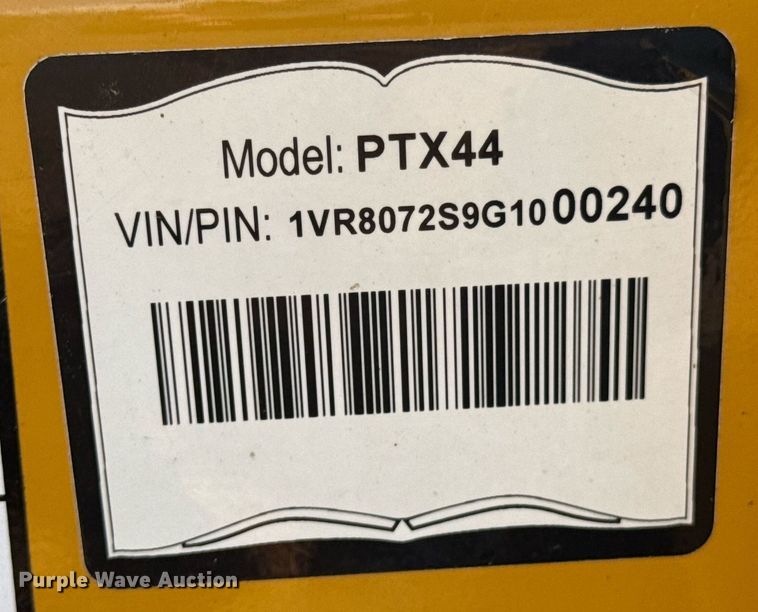 Model: PTX44
VIN/PIN: 1VR8072S9G1000240
Purple Wave Auction